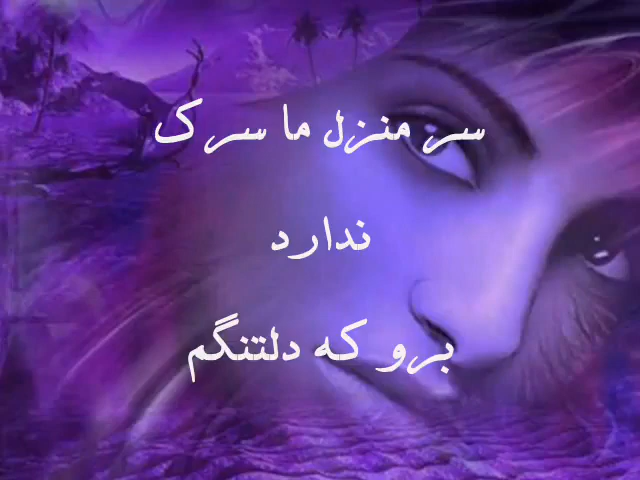 سر منزل ما سرک
ندارد
برو که دلتنگم